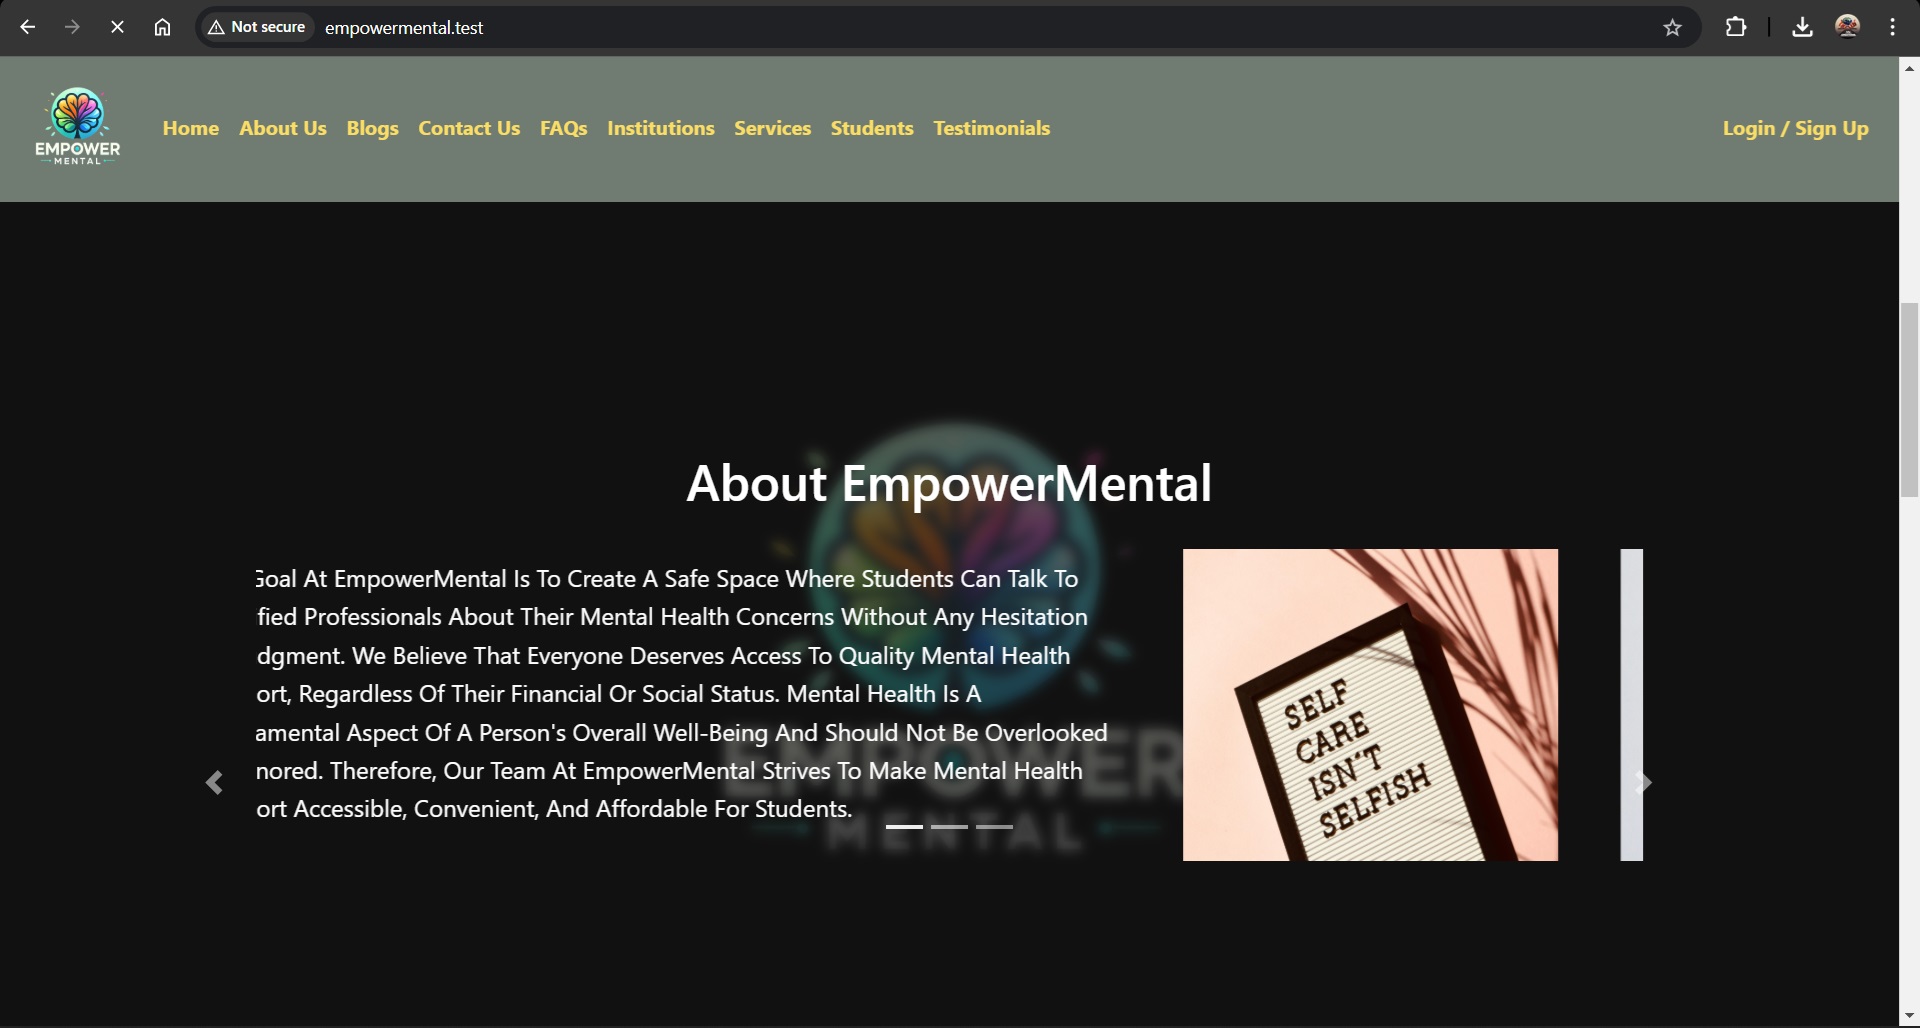 Not secure
empowermental.test
EMPOWER
MENTAL
Home About Us Blogs Contact Us FAQs Institutions Services Students Testimonials
Login / Sign Up
About EmpowerMental
Goal At EmpowerMental Is To Create A Safe Space Where Students Can Talk To
fied Professionals About Their Mental Health Concerns Without Any Hesitation
dgment. We Believe That Everyone Deserves Access To Quality Mental Health
ort, Regardless Of Their Financial Or Social Status. Mental Health Is A
amental Aspect Of A Person's Overall Well-Being And Should Not Be Overlooked
nored. Therefore, Our Team At EmpowerMental Strives To Make Mental Health
ort Accessible, Convenient, And Affordable For Students.
SELF
CARE
ISN'T
SELFISH
EMPOWER
MENTAL